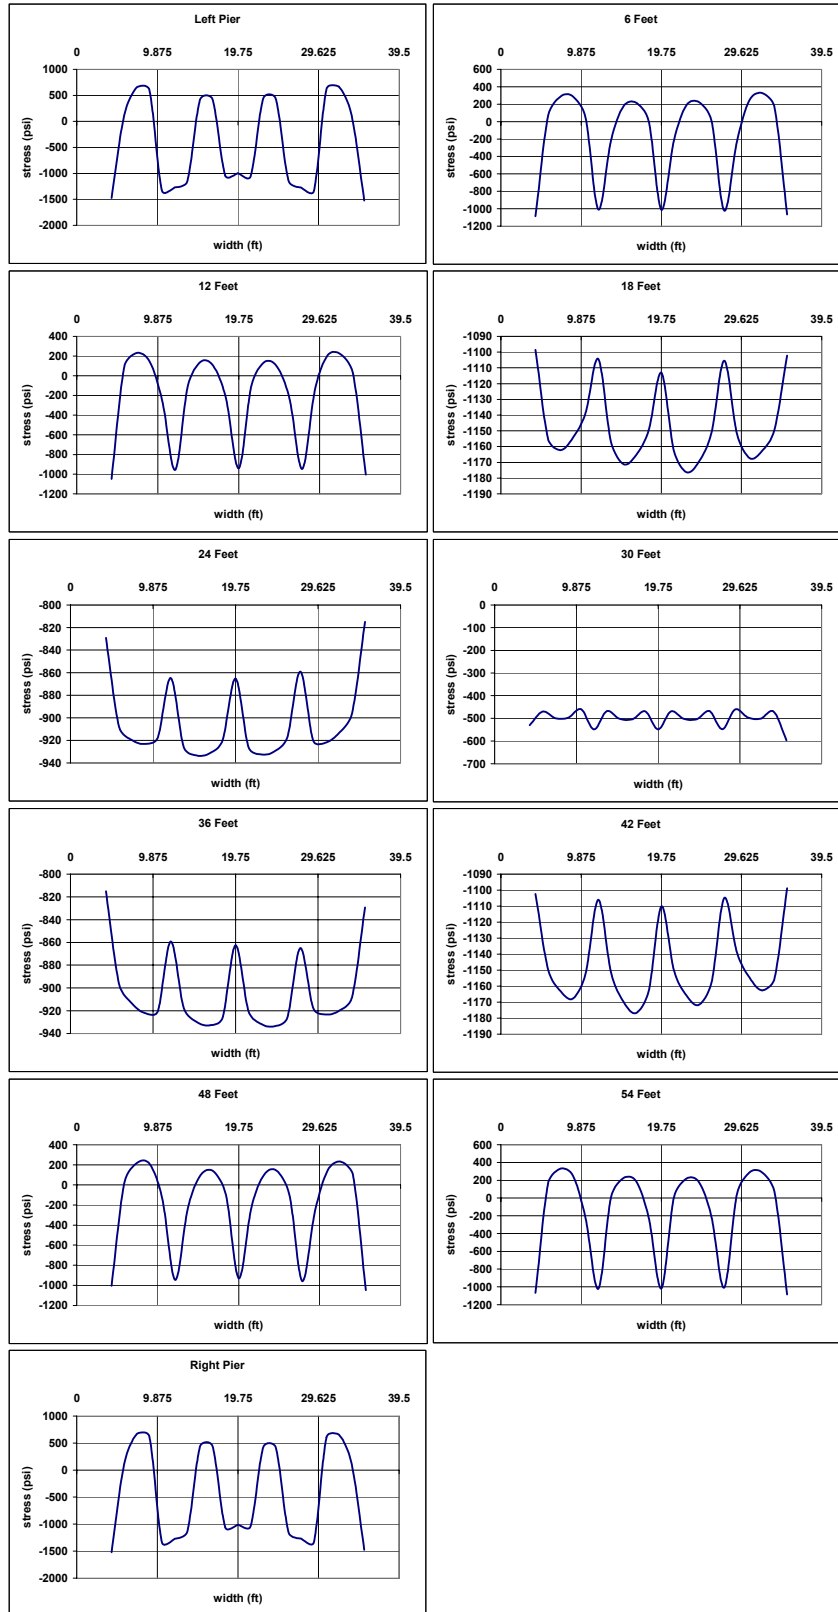 Left Pier
0 9.875 19.75 29.625 39.5
1000
500
0
-500
-1000
-1500
-2000
stress (psi)
width (ft)
6 Feet
0 9.875 19.75 29.625 39.5
600
400
200
0
-200
-400
-600
-800
-1000
-1200
stress (psi)
width (ft)
12 Feet
0 9.875 19.75 29.625 39.5
400
200
0
-200
-400
-600
-800
-1000
-1200
stress (psi)
width (ft)
18 Feet
0 9.875 19.75 29.625 39.5
-1090
-1100
-1110
-1120
-1130
-1140
-1150
-1160
-1170
-1180
-1190
stress (psi)
width (ft)
24 Feet
0 9.875 19.75 29.625 39.5
-800
-820
-840
-860
-880
-900
-920
-940
stress (psi)
width (ft)
30 Feet
0 9.875 19.75 29.625 39.5
0
-100
-200
-300
-400
-500
-600
-700
stress (psi)
width (ft)
36 Feet
0 9.875 19.75 29.625 39.5
-800
-820
-840
-860
-880
-900
-920
-940
stress (psi)
width (ft)
42 Feet
0 9.875 19.75 29.625 39.5
-1090
-1100
-1110
-1120
-1130
-1140
-1150
-1160
-1170
-1180
-1190
stress (psi)
width (ft)
48 Feet
0 9.875 19.75 29.625 39.5
400
200
0
-200
-400
-600
-800
-1000
-1200
stress (psi)
width (ft)
54 Feet
0 9.875 19.75 29.625 39.5
600
400
200
0
-200
-400
-600
-800
-1000
-1200
stress (psi)
width (ft)
Right Pier
0 9.875 19.75 29.625 39.5
1000
500
0
-500
-1000
-1500
-2000
stress (psi)
width (ft)